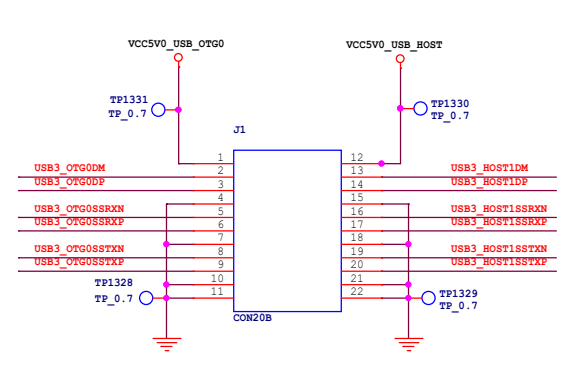 VCC5V0_USB_OTG0
VCC5V0_USB_HOST
TP1331
TP_0.7
TP1330
TP_0.7
J1
1 12
USB3_OTG0DM 2 13 USB3_HOST1DM
USB3_OTG0DP 3 14 USB3_HOST1DP
4 15
USB3_OTG0SSRXN 5 16 USB3_HOST1SSRXN
USB3_OTG0SSRXP 6 17 USB3_HOST1SSRXP
7 18
USB3_OTG0SSTXN 8 19 USB3_HOST1SSTXN
USB3_OTG0SSTXP 9 20 USB3_HOST1SSTXP
10 21
11 22
TP1328
TP_0.7
TP1329
TP_0.7
CON20B